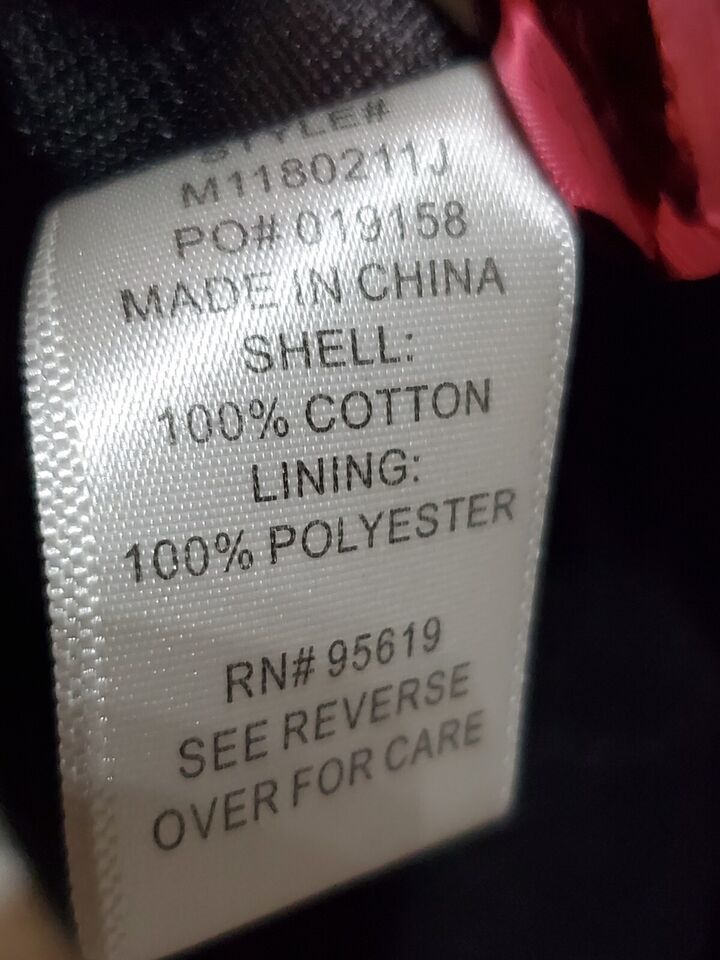 STYLE#
M1180211J
PO# 019158
MADE IN CHINA
SHELL:
100% COTTON
LINING:
100% POLYESTER
RN# 95619
SEE REVERSE
OVER FOR CARE